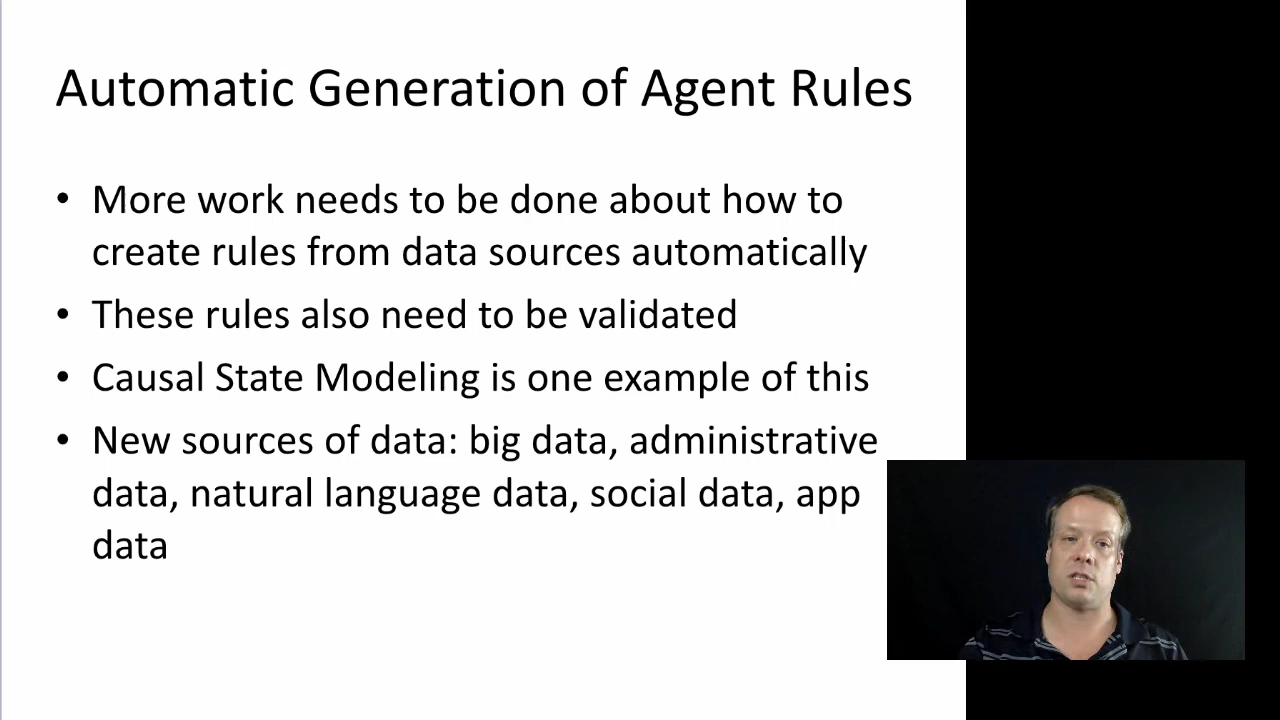 Automatic Generation of Agent Rules
• More work needs to be done about how to
create rules from data sources automatically
• These rules also need to be validated
• Causal State Modeling is one example of this
• New sources of data: big data, administrative
data, natural language data, social data, app
data